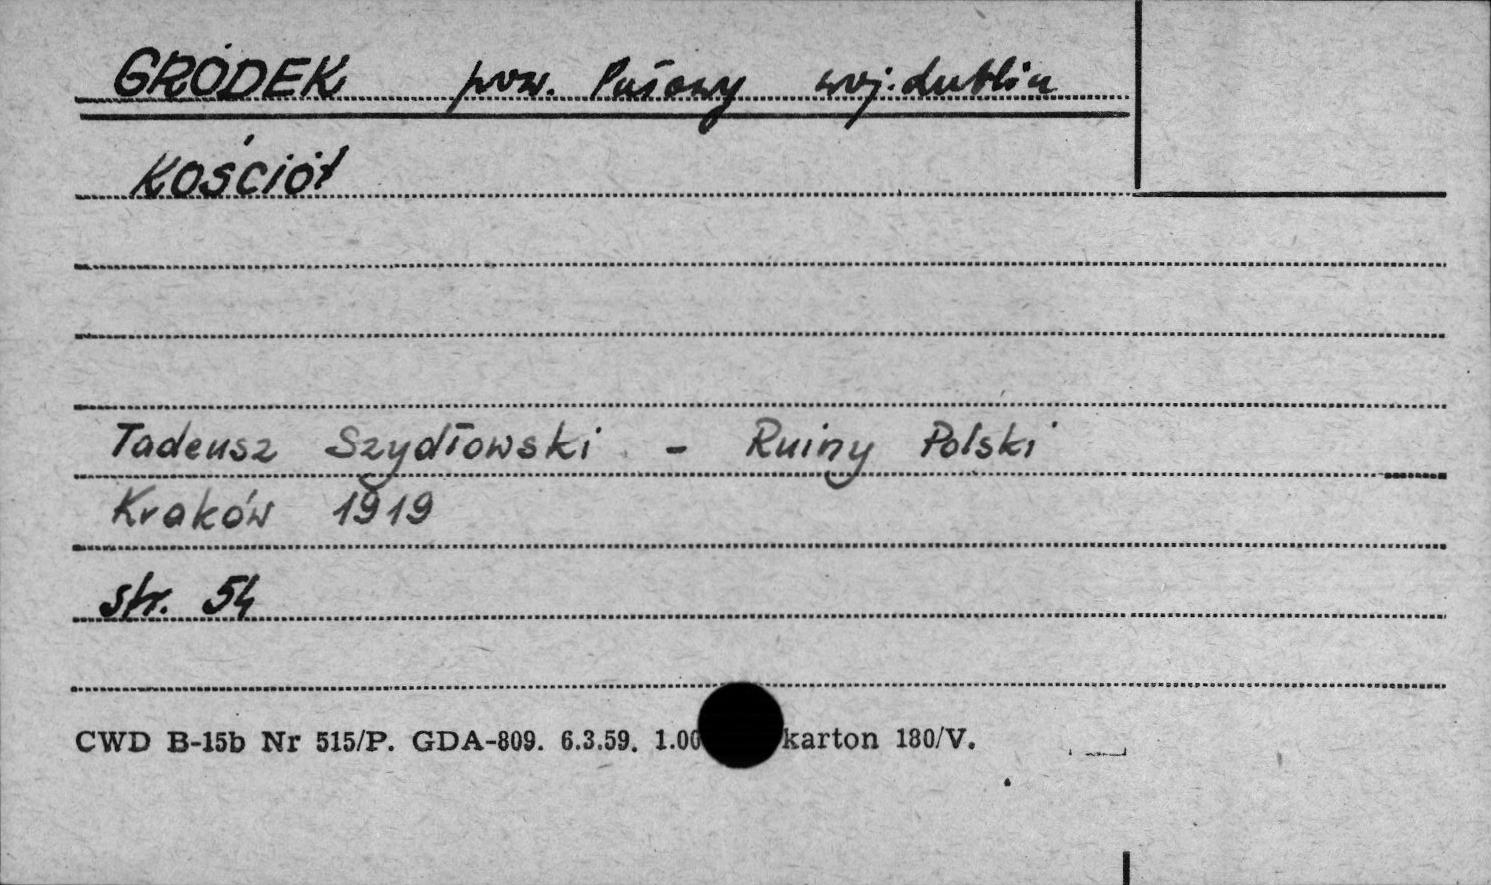 GRÓDEK pow. Puławy woj. Lublin
Kościół
Tadeusz Szydłowski - Ruiny Polski
Kraków 1919
str. 54
CWD B-15b Nr 515/P. GDA-809. 6.3.59. 1.00 karton 180/V.